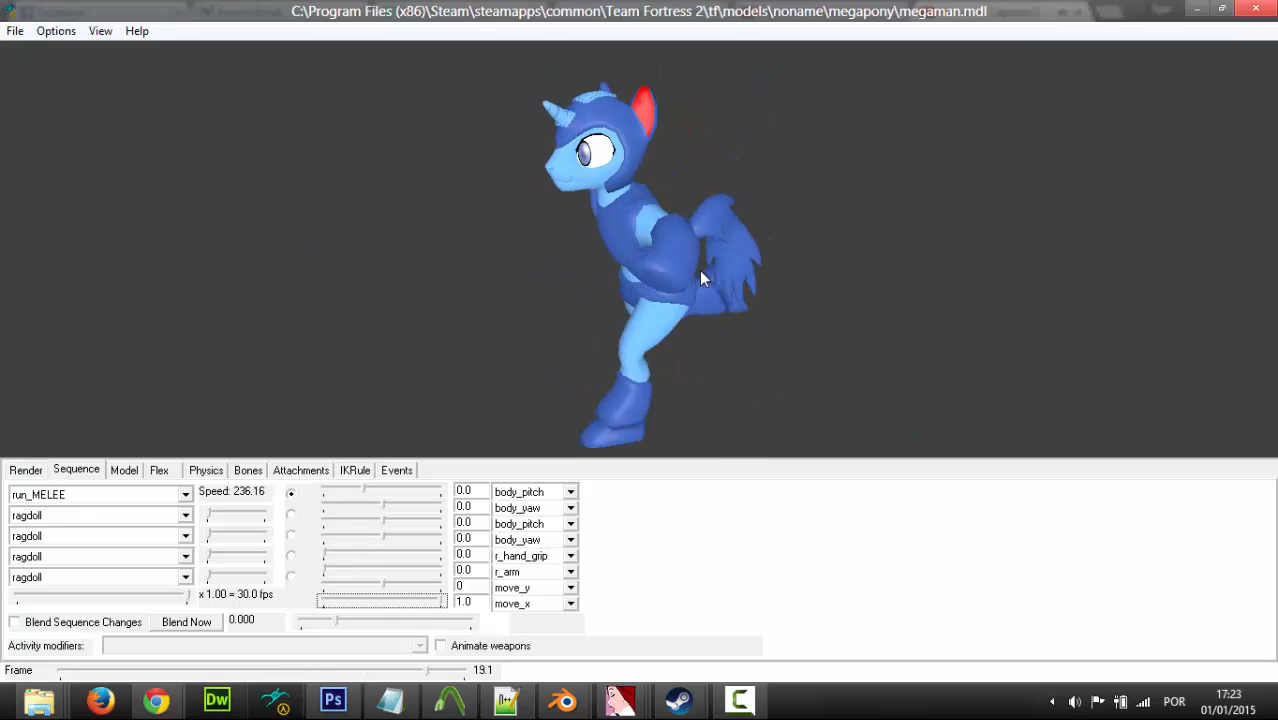 C:\Program Files (x86)\Steam\steamapps\common\Team Fortress 2\tf\models\noname\megapony\megaman.mdl
File Options View Help
Render Sequence Model Flex Physics Bones Attachments IKRule Events
run_MELEE Speed: 236.16 0.0 body_pitch
ragdoll 0.0 body_yaw
0.0 body_pitch
ragdoll 0.0 body_yaw
ragdoll 0.0 r_hand_grip
ragdoll 0.0 r_arm
x 1.00 = 30.0 fps 0 move_y
1.0 move_x
Blend Sequence Changes Blend Now 0.000
Activity modifiers: Animate weapons
Frame 19.1
Dw Ps N++ C POR 17:23
01/01/2015